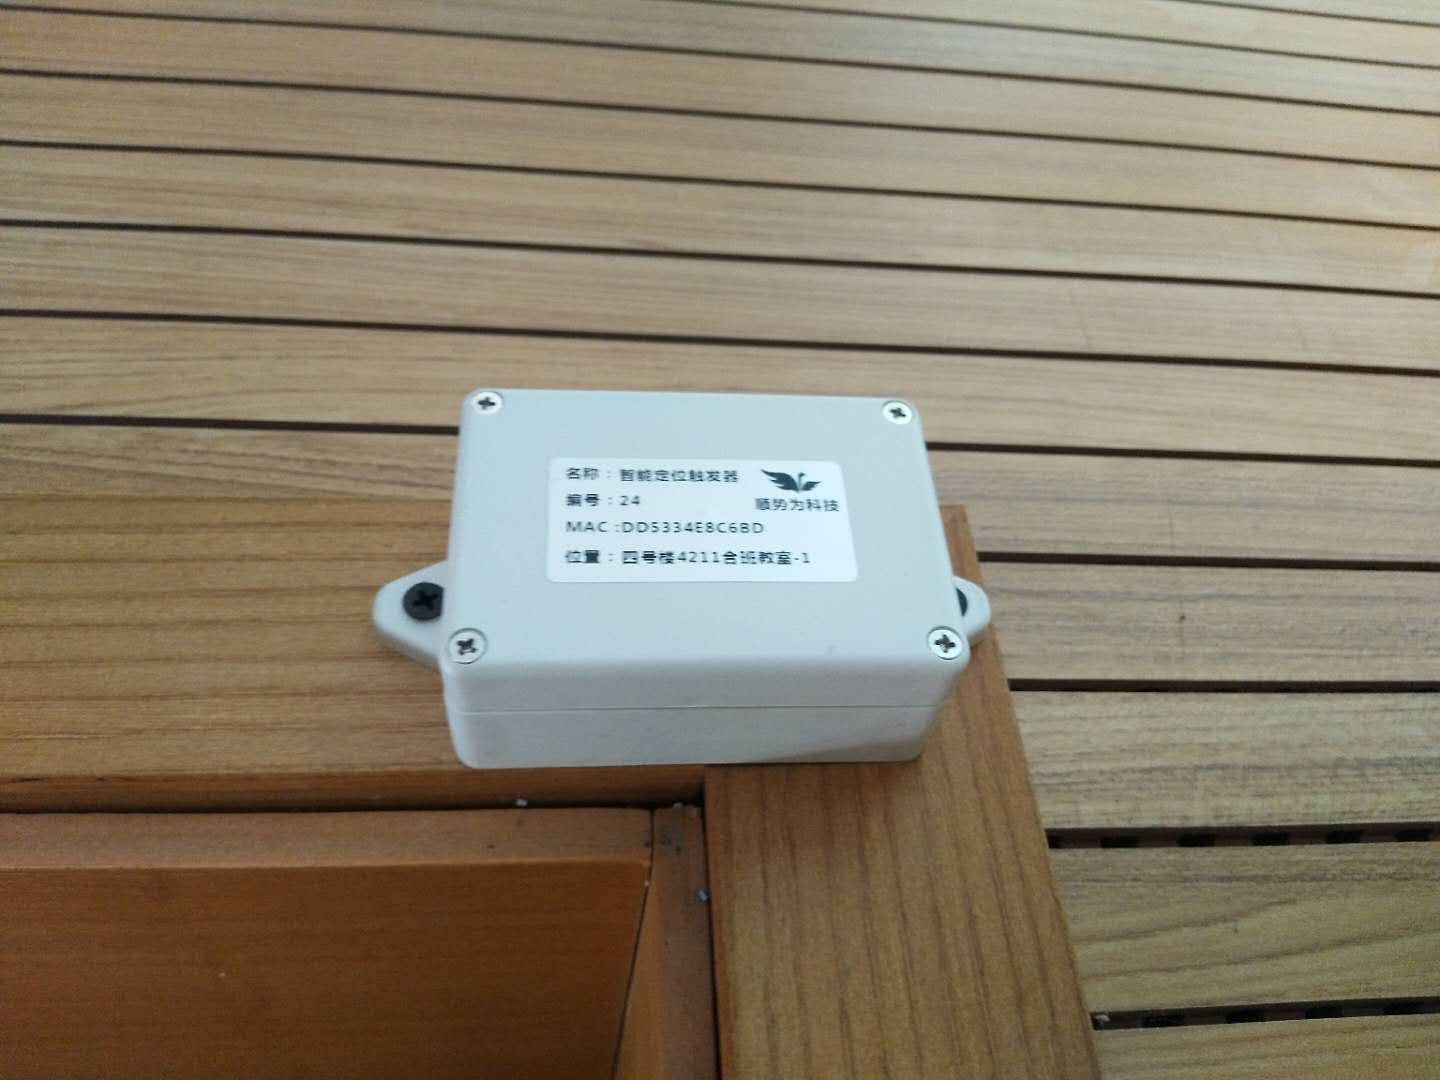 名称：智能定位触发器
编号：24
MAC :DD5334E8C6BD
位置：四号楼4211合班教室-1
顺势为科技